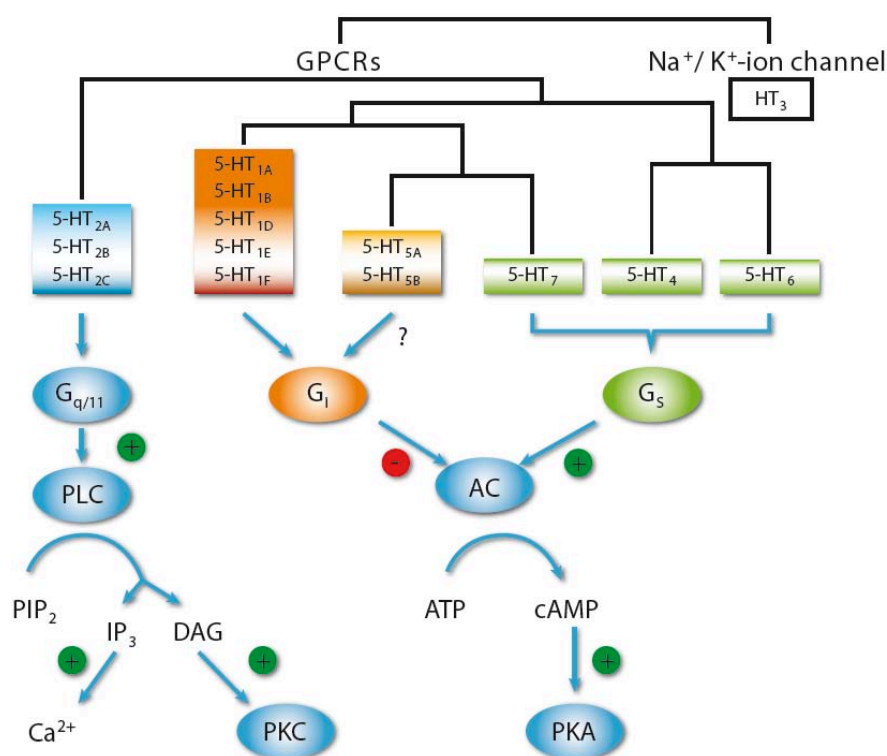 GPCRs
Na⁺/ K⁺-ion channel
HT₃
5-HT₁A
5-HT₁B
5-HT₁D
5-HT₁E
5-HT₁F
5-HT₂A
5-HT₂B
5-HT₂C
5-HT₅A
5-HT₅B
5-HT₇
5-HT₄
5-HT₆
?
Gq/11
GI
GS
+
PLC
-
AC
+
PIP₂
IP₃
DAG
ATP
cAMP
+
+
+
Ca²⁺
PKC
PKA